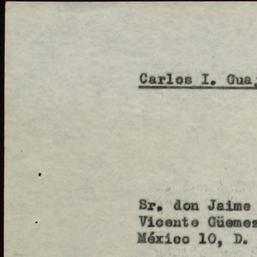 Carlos I. Gua
Sr. don Jaime
Vicente Güemes
México 10, D.